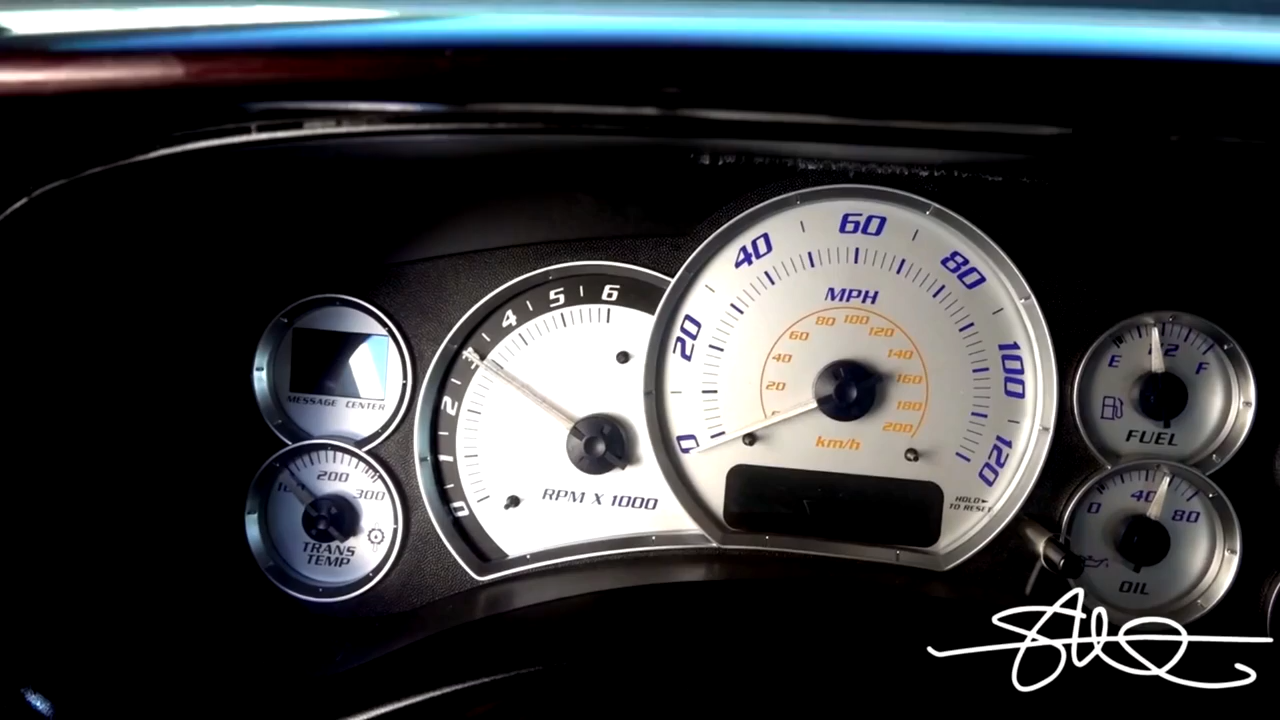 MESSAGE CENTER
200
300
TRANS
TEMP
0 1 2 3 4 5 6
RPM X 1000
0 20 40 60 80 100 120
MPH
20 40 60 80 100 120 140 160 180 200
km/h
HOLD
TO RESET
E 1/2 F
FUEL
0 40 80
OIL